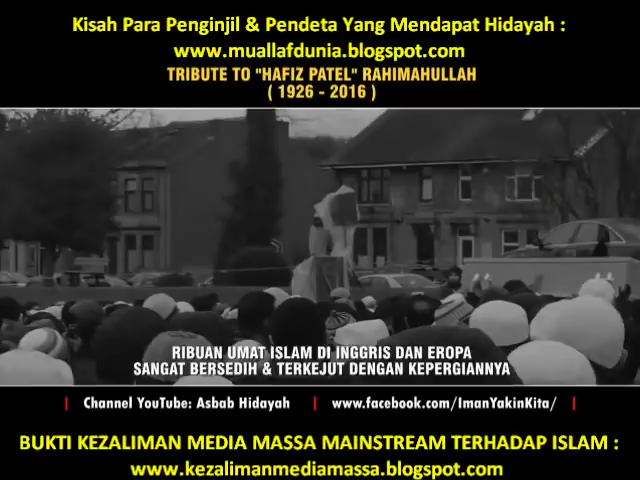 Kisah Para Penginjil & Pendeta Yang Mendapat Hidayah :
www.muallafdunia.blogspot.com
TRIBUTE TO "HAFIZ PATEL" RAHIMAHULLAH
( 1926 - 2016 )
RIBUAN UMAT ISLAM DI INGGRIS DAN EROPA
SANGAT BERSEDIH & TERKEJUT DENGAN KEPERGIANNYA
| Channel YouTube: Asbab Hidayah | www.facebook.com/ImanYakinKita/ |
BUKTI KEZALIMAN MEDIA MASSA MAINSTREAM TERHADAP ISLAM :
www.kezalimanmediamassa.blogspot.com